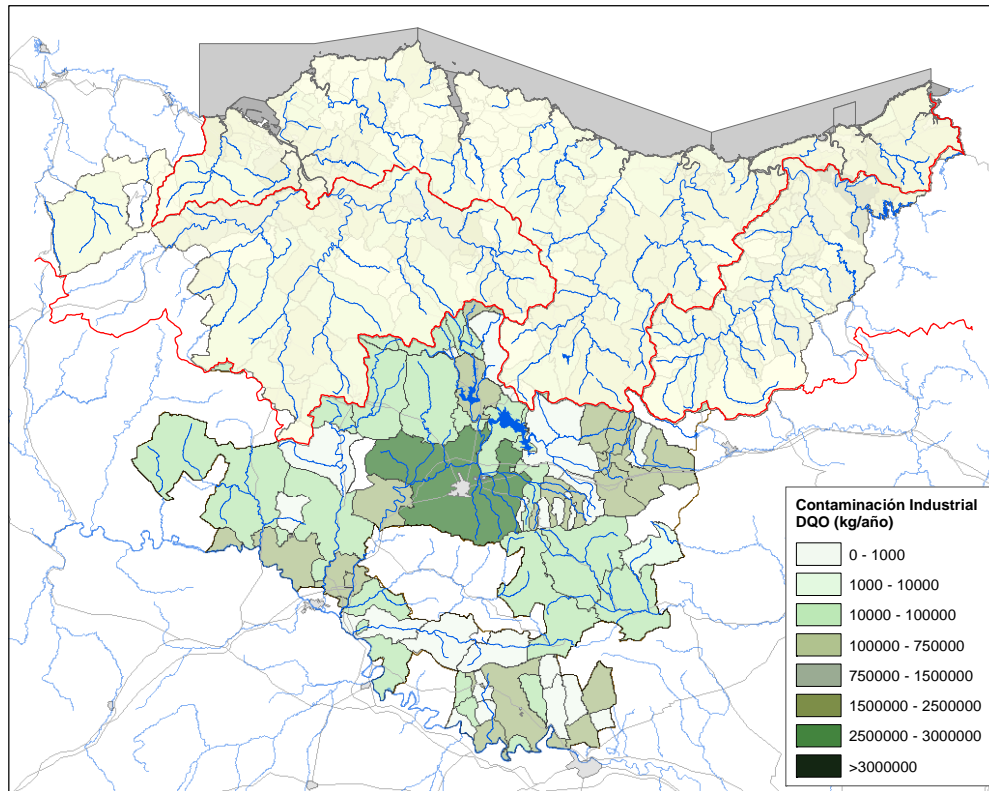 Contaminación Industrial
DQO (kg/año)
0 - 1000
1000 - 10000
10000 - 100000
100000 - 750000
750000 - 1500000
1500000 - 2500000
2500000 - 3000000
>3000000